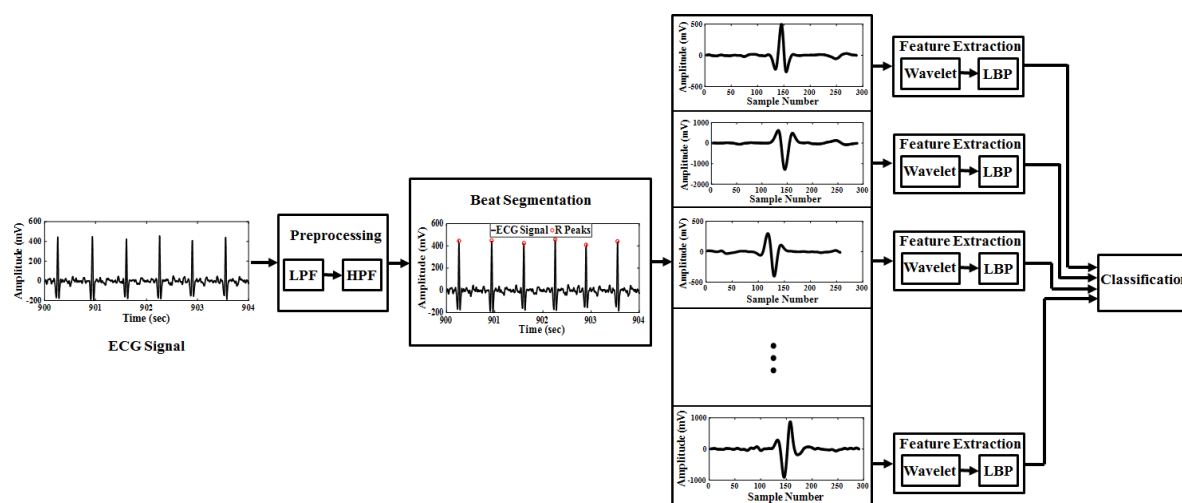 Amplitude (mV)
600
400
200
0
-200
900 901 902 903 904
Time (sec)
ECG Signal
Preprocessing
LPF HPF
Beat Segmentation
Amplitude (mV)
600
400
200
0
-200
ECG Signal R Peaks
900 901 902 903 904
Time (sec)
Amplitude (mV)
500
0
-500
0 50 100 150 200 250 300
Sample Number
Amplitude (mV)
1000
0
-1000
-2000
0 50 100 150 200 250 300
Sample Number
Amplitude (mV)
500
0
-500
0 50 100 150 200 250 300
Sample Number
Amplitude (mV)
1000
0
-1000
0 50 100 150 200 250 300
Sample Number
Feature Extraction
Wavelet LBP
Feature Extraction
Wavelet LBP
Feature Extraction
Wavelet LBP
Feature Extraction
Wavelet LBP
Classification